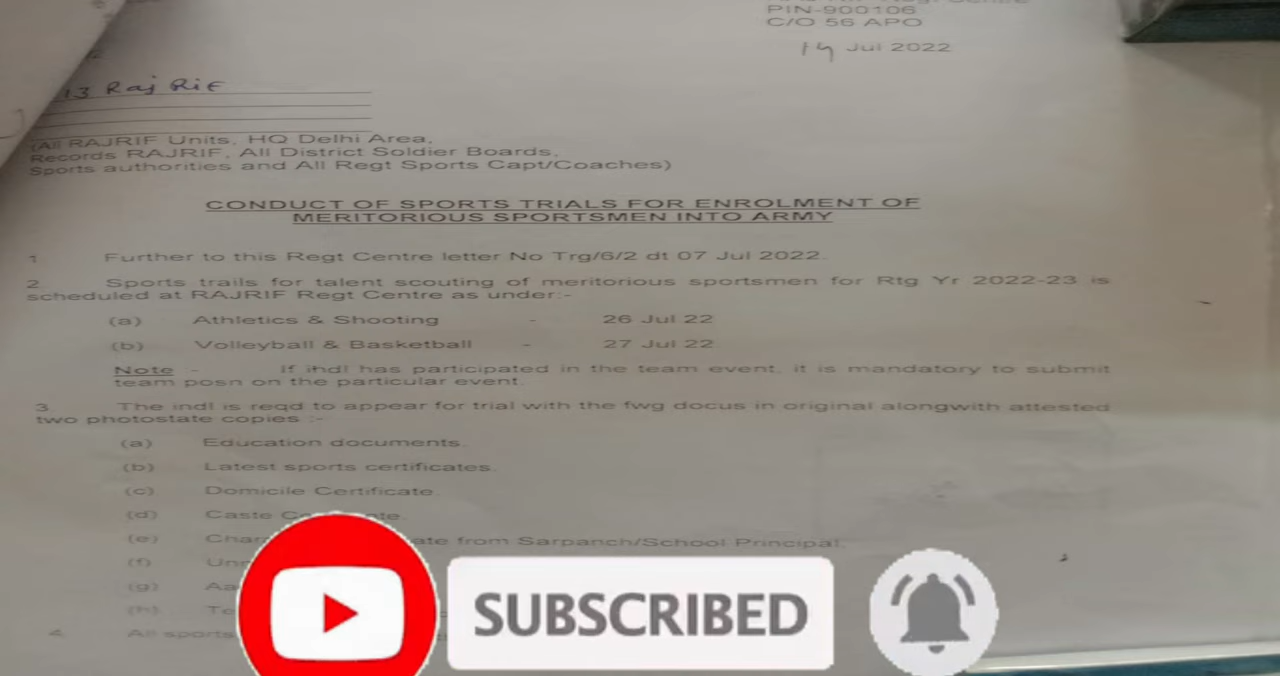 PIN-900106
C/O 56 APO
14 Jul 2022
13 Raj Rif
(All RAJRIF Units, HQ Delhi Area,
Records RAJRIF, All District Soldier Boards,
Sports authorities and All Regt Sports Capt/Coaches)
CONDUCT OF SPORTS TRIALS FOR ENROLMENT OF
MERITORIOUS SPORTSMEN INTO ARMY
1. Further to this Regt Centre letter No Trg/6/2 dt 07 Jul 2022.
2. Sports trails for talent scouting of meritorious sportsmen for Rtg Yr 2022-23 is
scheduled at RAJRIF Regt Centre as under:-
(a) Athletics & Shooting - 26 Jul 22
(b) Volleyball & Basketball - 27 Jul 22
Note - If indl has participated in the team event, it is mandatory to submit
team posn on the particular event.
3. The indl is reqd to appear for trial with the fwg docus in original alongwith attested
two photostate copies :-
(a) Education documents.
(b) Latest sports certificates.
(c) Domicile Certificate.
(d) Caste
(e) from Sarpanch/School Principal.
(f)
(g)
(h)
4. All sports
SUBSCRIBED